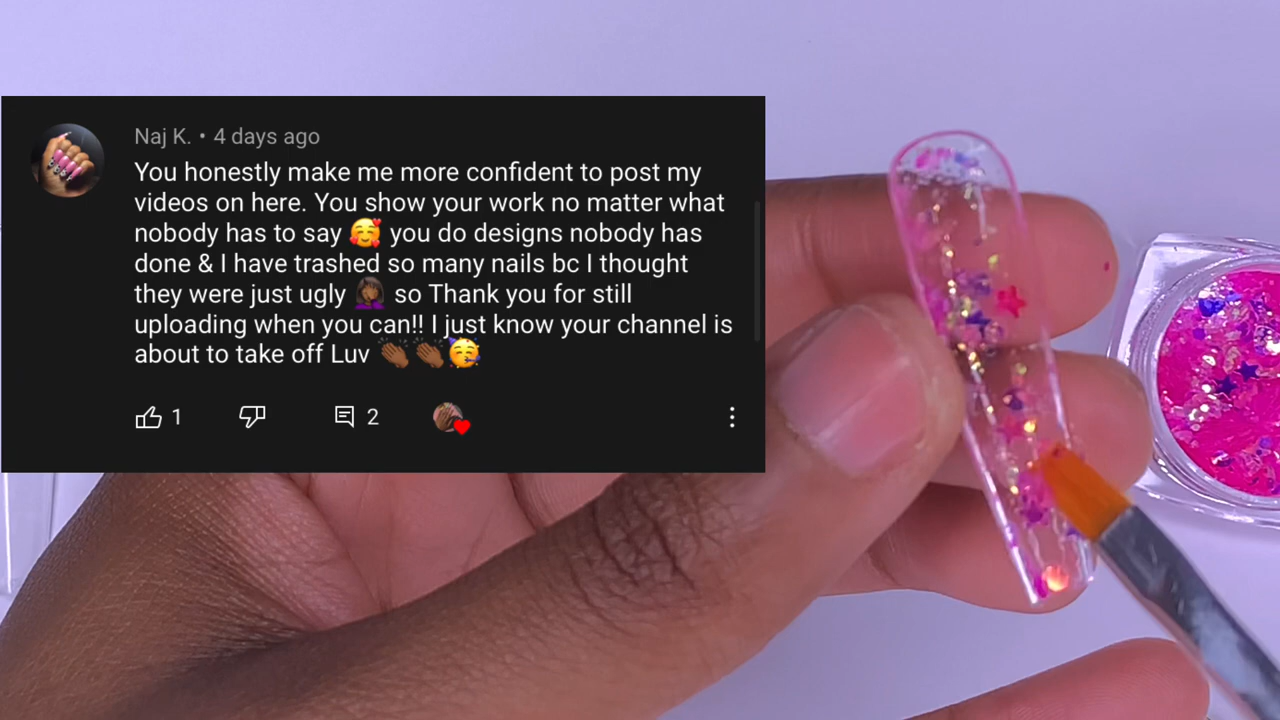 Naj K. • 4 days ago
You honestly make me more confident to post my
videos on here. You show your work no matter what
nobody has to say 🥰 you do designs nobody has
done & I have trashed so many nails bc I thought
they were just ugly 🤦🏾‍♀️ so Thank you for still
uploading when you can!! I just know your channel is
about to take off Luv 👏🏾👏🏾🥳
1
2